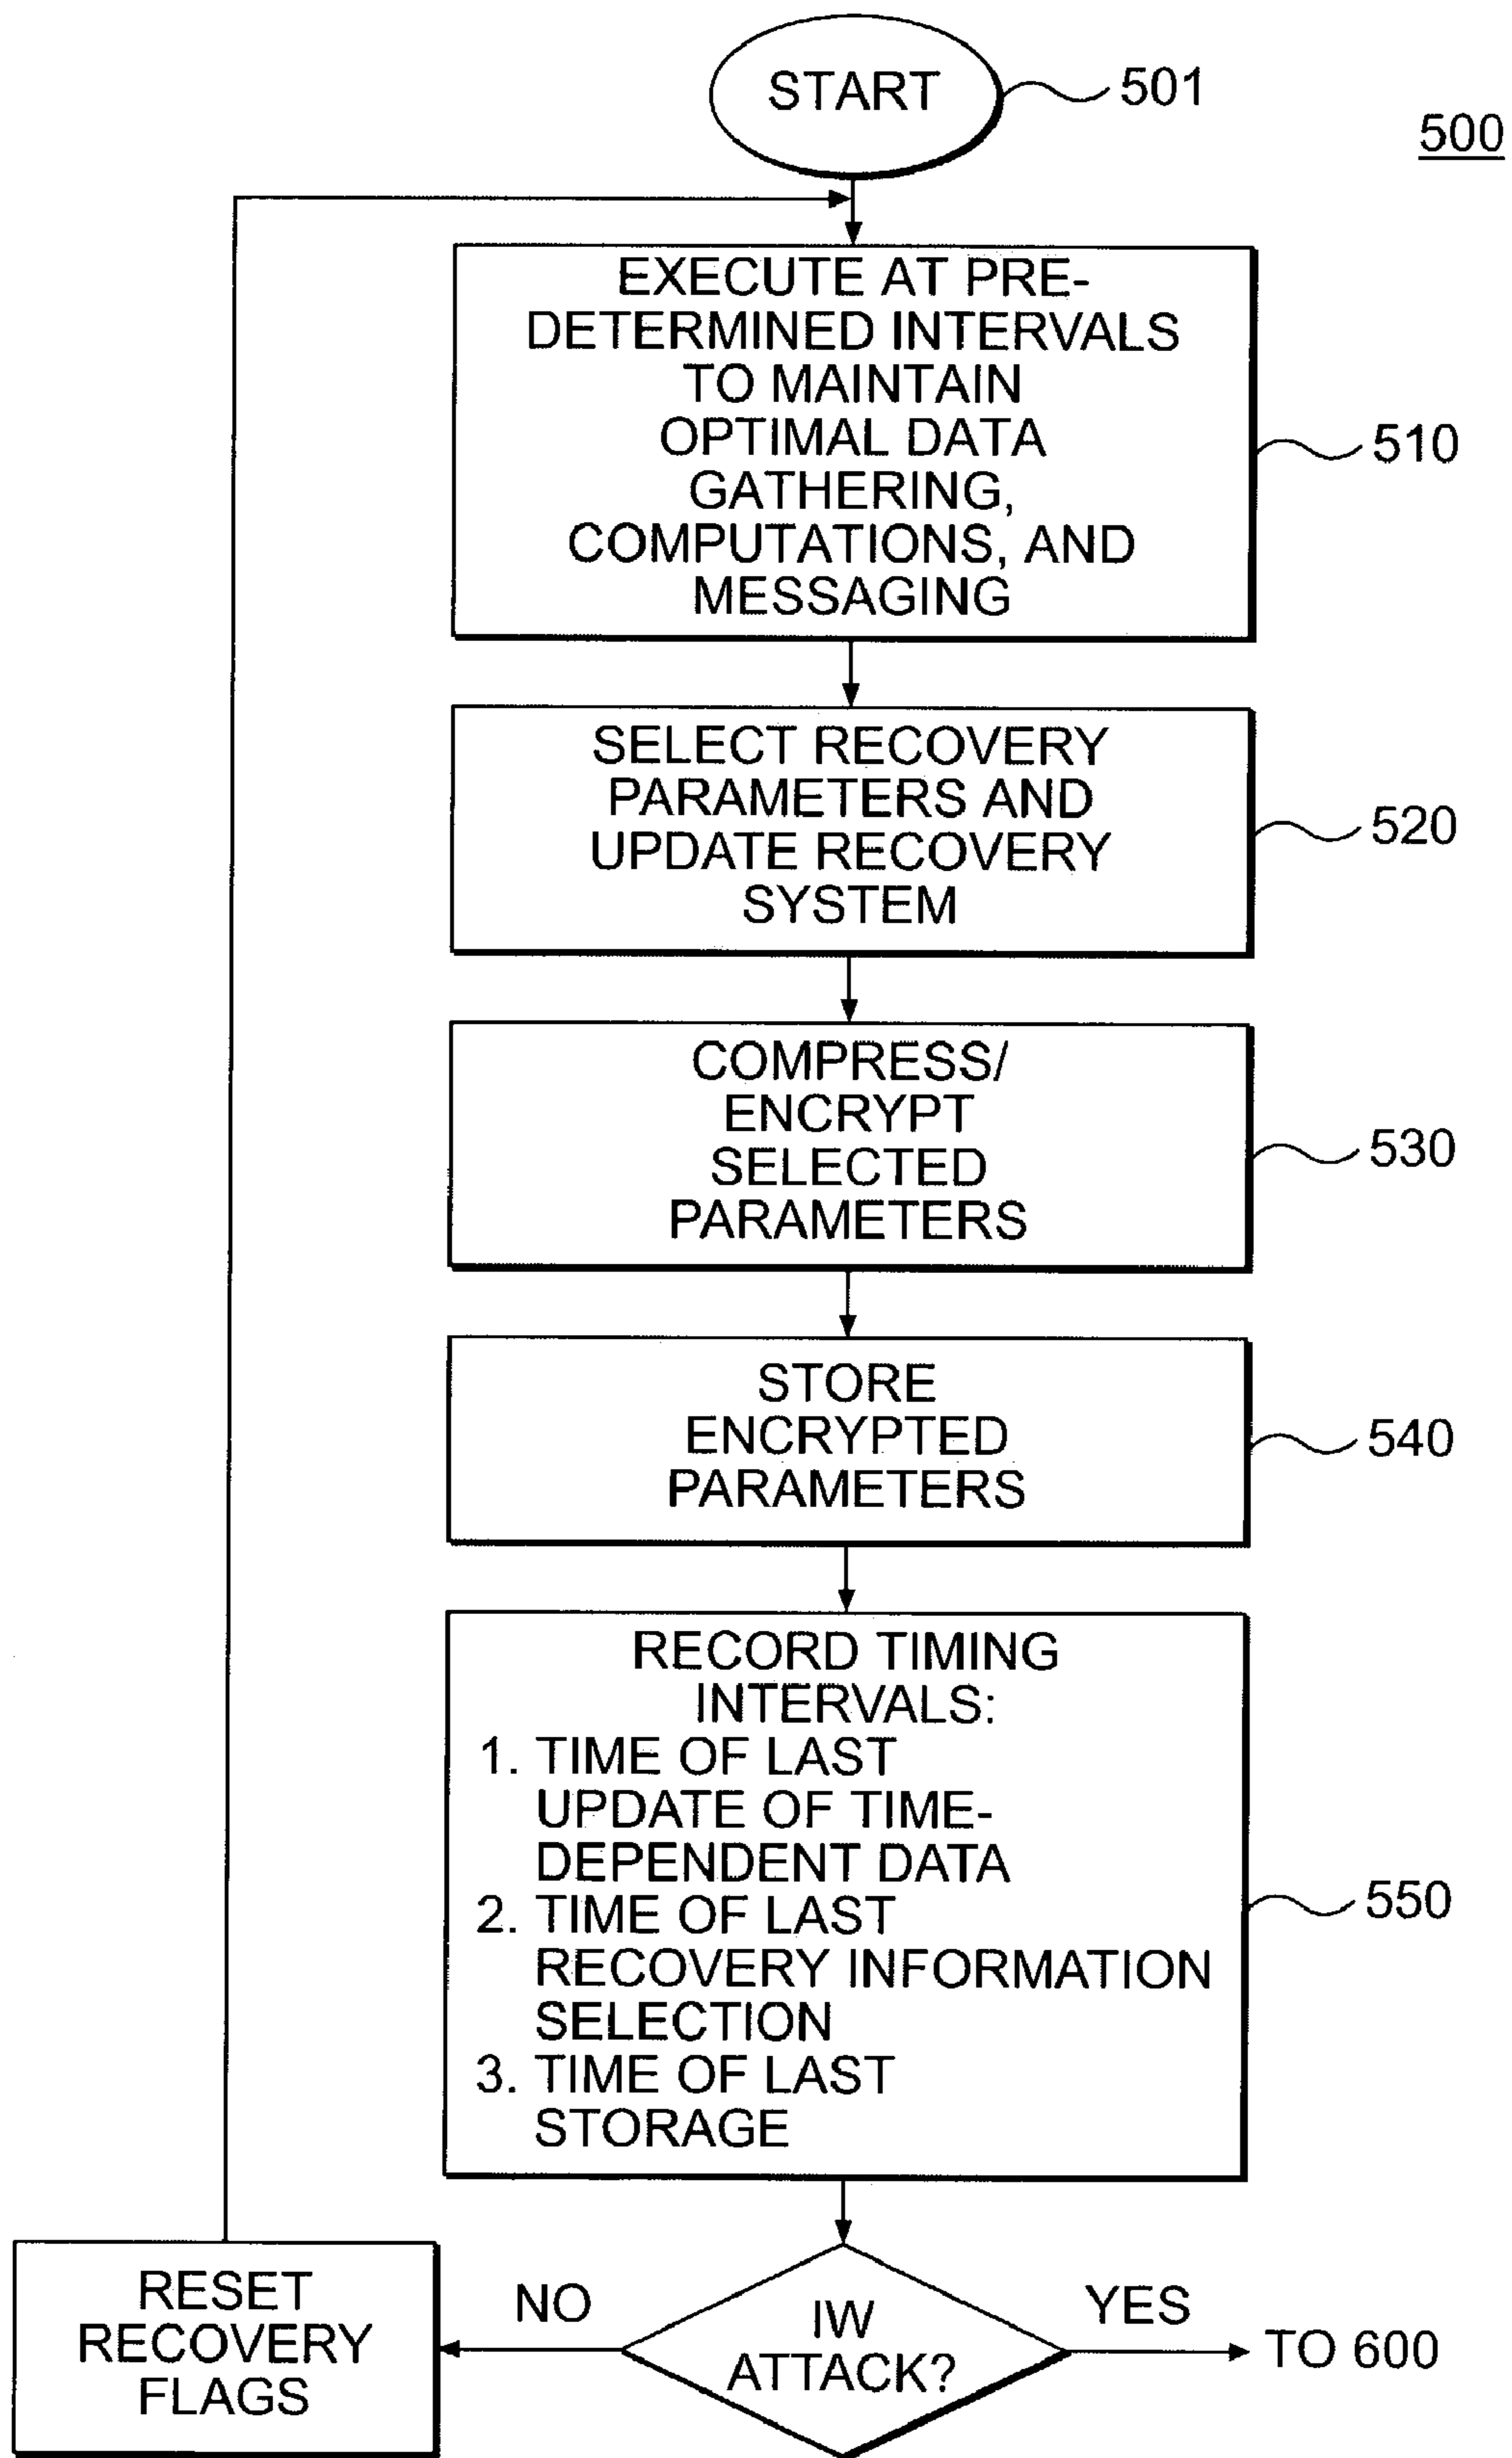 START
501
500
EXECUTE AT PRE-
DETERMINED INTERVALS
TO MAINTAIN
OPTIMAL DATA
GATHERING,
COMPUTATIONS, AND
MESSAGING
510
SELECT RECOVERY
PARAMETERS AND
UPDATE RECOVERY
SYSTEM
520
COMPRESS/
ENCRYPT
SELECTED
PARAMETERS
530
STORE
ENCRYPTED
PARAMETERS
540
RECORD TIMING
INTERVALS:
1. TIME OF LAST
UPDATE OF TIME-
DEPENDENT DATA
2. TIME OF LAST
RECOVERY INFORMATION
SELECTION
3. TIME OF LAST
STORAGE
550
RESET
RECOVERY
FLAGS
NO
IW
ATTACK?
YES
TO 600